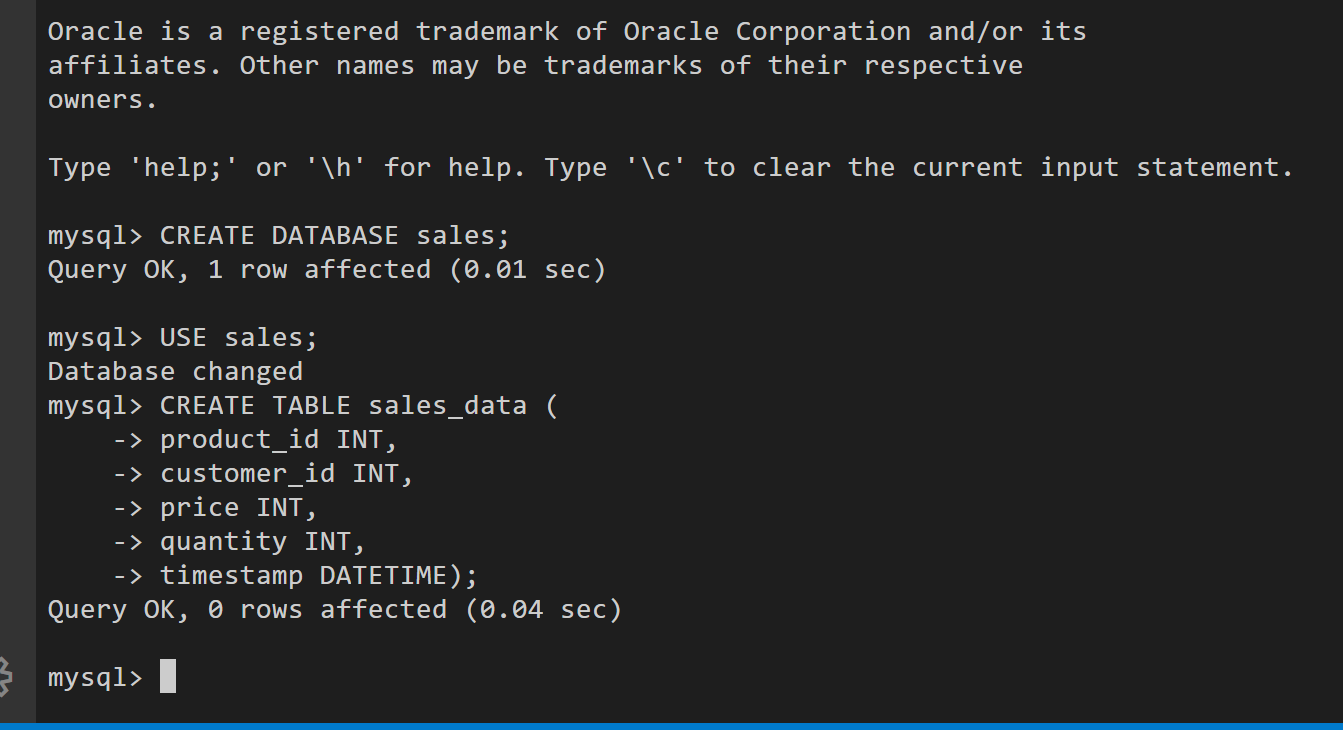 Oracle is a registered trademark of Oracle Corporation and/or its
affiliates. Other names may be trademarks of their respective
owners.
Type 'help;' or '\h' for help. Type '\c' to clear the current input statement.
mysql> CREATE DATABASE sales;
Query OK, 1 row affected (0.01 sec)
mysql> USE sales;
Database changed
mysql> CREATE TABLE sales_data (
    -> product_id INT,
    -> customer_id INT,
    -> price INT,
    -> quantity INT,
    -> timestamp DATETIME);
Query OK, 0 rows affected (0.04 sec)
mysql>